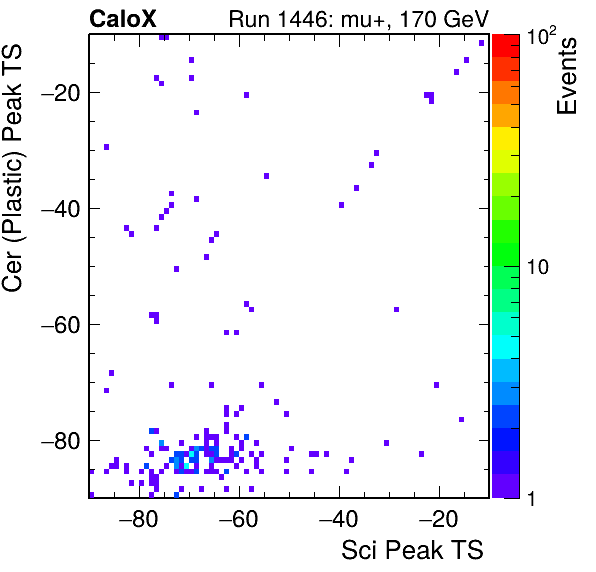 CaloX Run 1446: mu+, 170 GeV
Cer (Plastic) Peak TS
−20
−40
−60
−80
−80 −60 −40 −20
Sci Peak TS
10²
10
1
Events